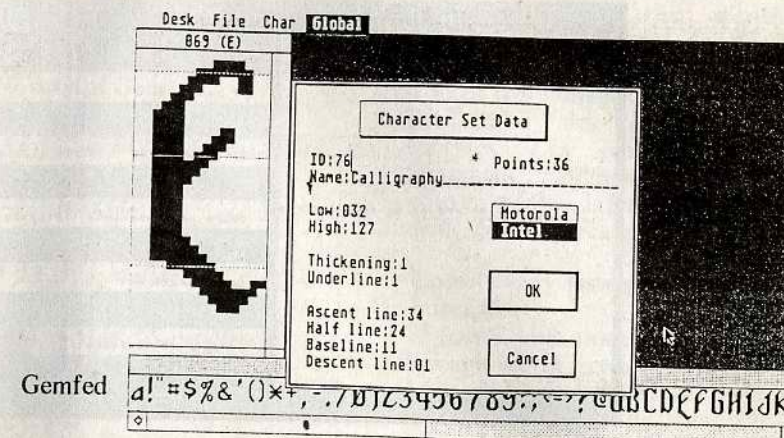 Desk File Char Global
069 (E)
Character Set Data
ID:76
* Points:36
Name:Calligraphy
Low:032
High:127
Motorola
Intel
Thickening:1
Underline:1
OK
Ascent line:34
Half line:24
Baseline:11
Descent line:01
Cancel
Gemfed
a!"#$%&'()*+,-./0123456789:;<=>?@ABCDEFGHIJK